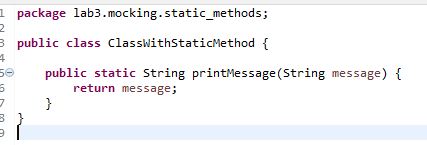 1 package lab3.mocking.static_methods;
2
3 public class ClassWithStaticMethod {
4
5 public static String printMessage(String message) {
6 return message;
7 }
8 }
9